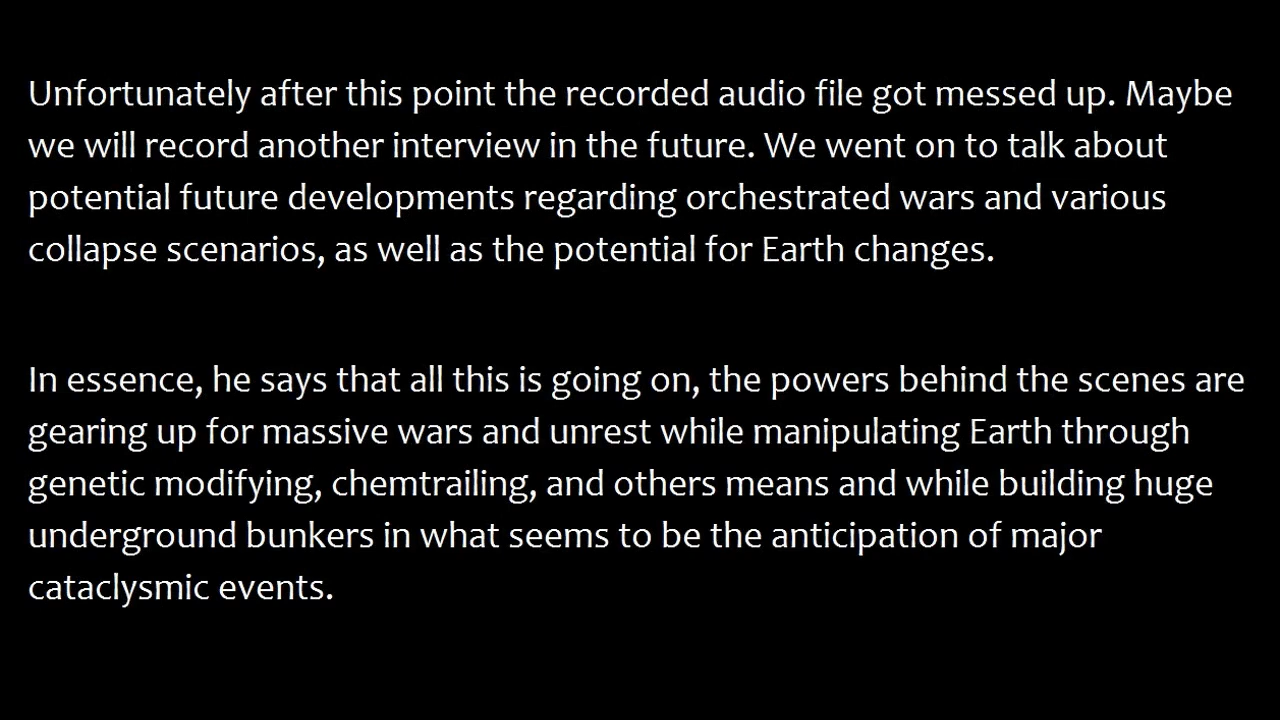 Unfortunately after this point the recorded audio file got messed up. Maybe
we will record another interview in the future. We went on to talk about
potential future developments regarding orchestrated wars and various
collapse scenarios, as well as the potential for Earth changes.
In essence, he says that all this is going on, the powers behind the scenes are
gearing up for massive wars and unrest while manipulating Earth through
genetic modifying, chemtrailing, and others means and while building huge
underground bunkers in what seems to be the anticipation of major
cataclysmic events.